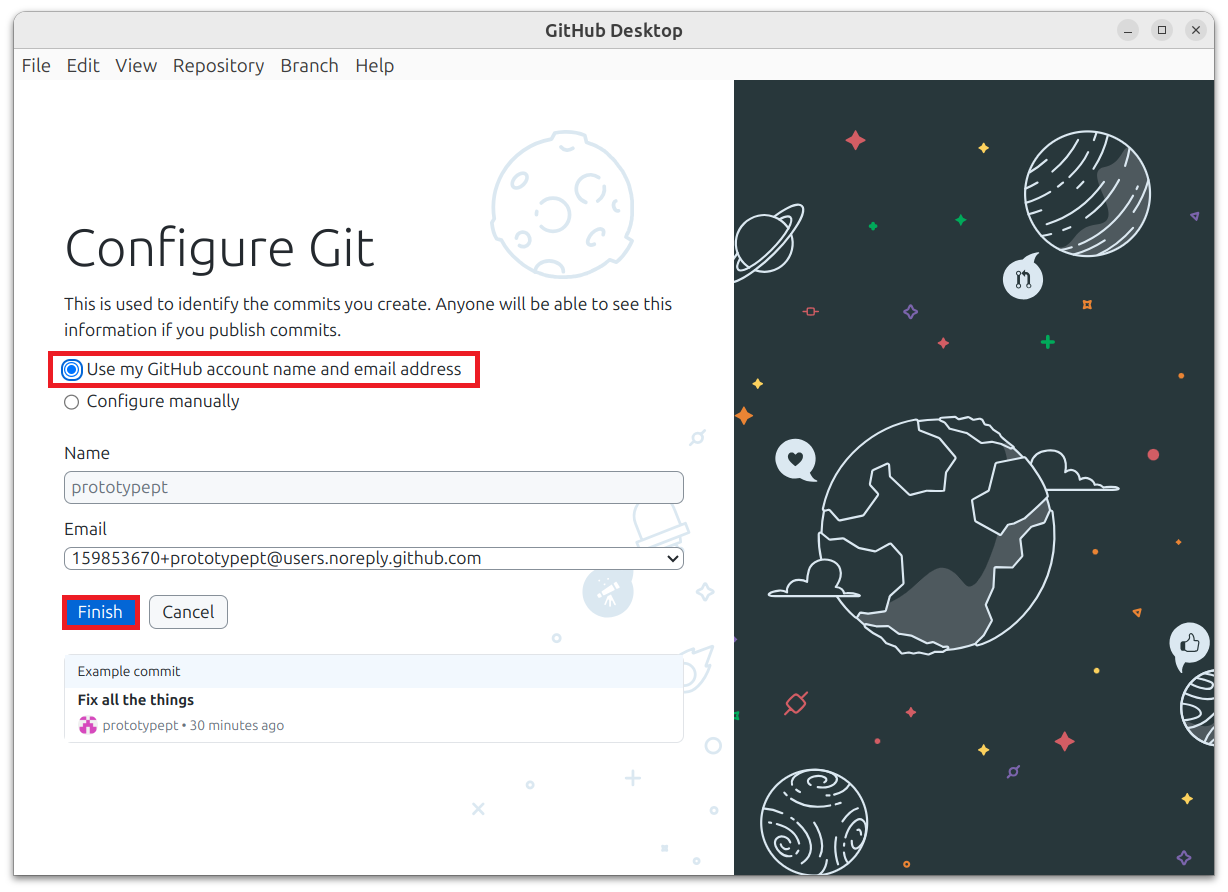 GitHub Desktop
File Edit View Repository Branch Help
Configure Git
This is used to identify the commits you create. Anyone will be able to see this
information if you publish commits.
Use my GitHub account name and email address
Configure manually
Name
prototypept
Email
159853670+prototypept@users.noreply.github.com
Finish Cancel
Example commit
Fix all the things
prototypept • 30 minutes ago